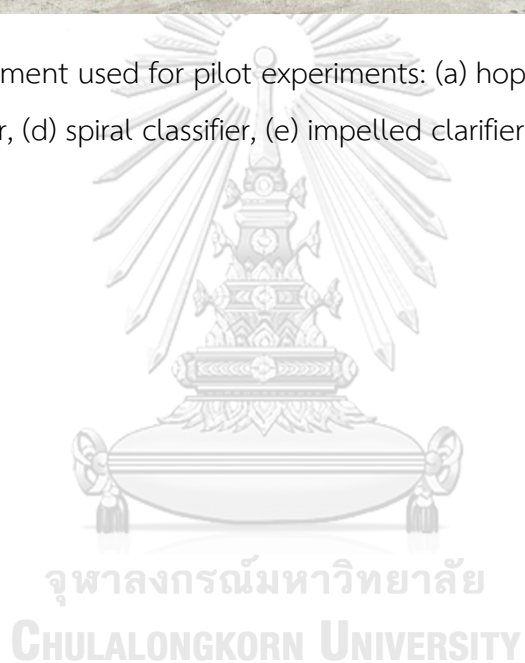 ment used for pilot experiments: (a) hop
r, (d) spiral classifier, (e) impelled clarifier
จุฬาลงกรณ์มหาวิทยาลัย
CHULALONGKORN UNIVERSITY